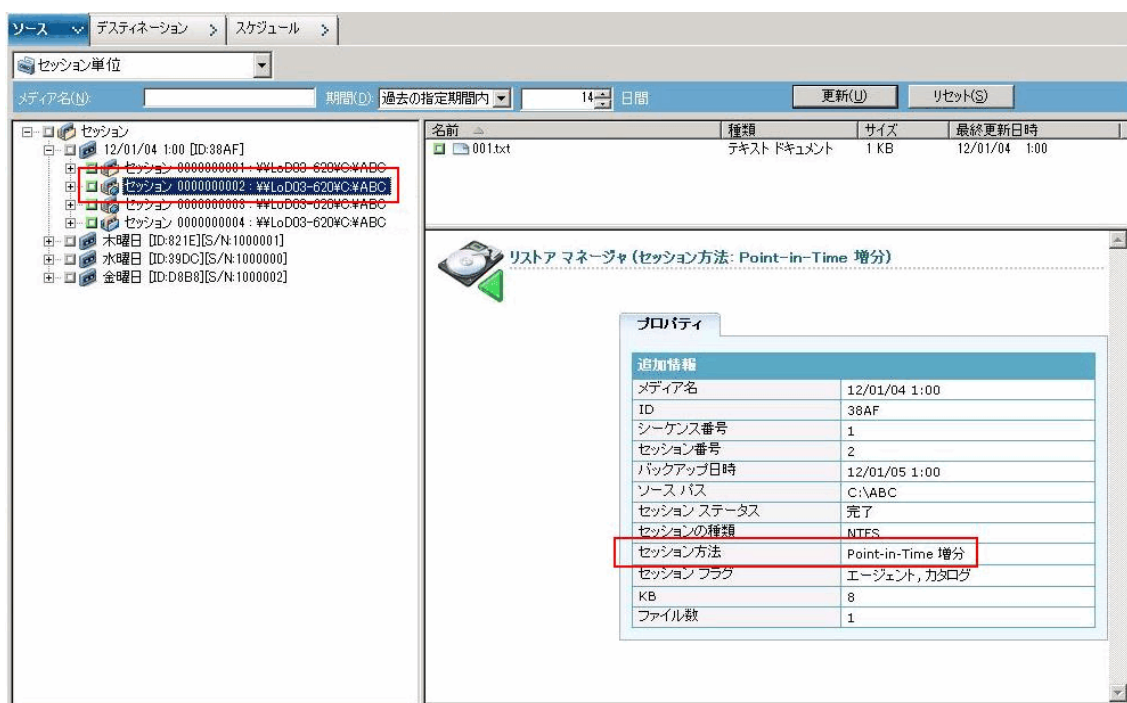 ソース デスティネーション スケジュール
セッション単位
メディア名(N): 期間(D): 過去の指定期間内 14 日間 更新(U) リセット(S)
セッション
12/01/04 1:00 [ID:38AF]
セッション 0000000001 : ¥¥LoD03-620¥C:¥ABC
セッション 0000000002 : ¥¥LoD03-620¥C:¥ABC
セッション 0000000003 : ¥¥LoD03-620¥C:¥ABC
セッション 0000000004 : ¥¥LoD03-620¥C:¥ABC
木曜日 [ID:821E][S/N:1000001]
水曜日 [ID:39DC][S/N:1000000]
金曜日 [ID:D8B8][S/N:1000002]
名前 種類 サイズ 最終更新日時
001.txt テキスト ドキュメント 1 KB 12/01/04 1:00
リストア マネージャ (セッション方法: Point-in-Time 増分)
プロパティ
追加情報
メディア名 12/01/04 1:00
ID 38AF
シーケンス番号 1
セッション番号 2
バックアップ日時 12/01/05 1:00
ソース パス C:\ABC
セッション ステータス 完了
セッションの種類 NTFS
セッション方法 Point-in-Time 増分
セッション フラグ エージェント, カタログ
KB 8
ファイル数 1